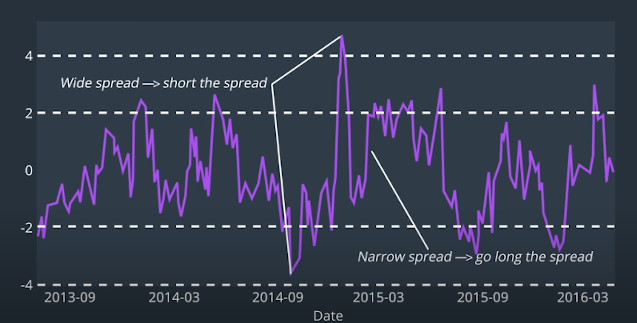 4
Wide spread —> short the spread
2
0
-2
Narrow spread —> go long the spread
-4
2013-09 2014-03 2014-09 2015-03 2015-09 2016-03
Date